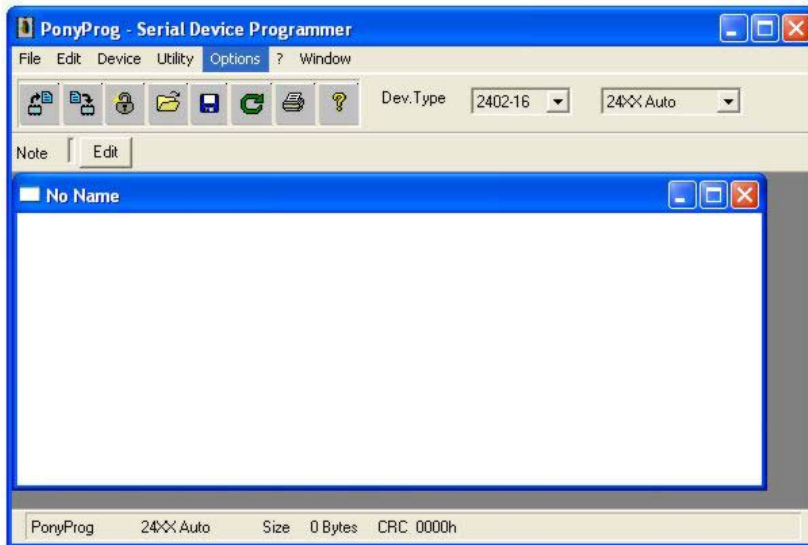 PonyProg - Serial Device Programmer
File Edit Device Utility Options ? Window
Dev.Type 2402-16 24XX Auto
Note Edit
No Name
PonyProg 24XX Auto Size 0 Bytes CRC 0000h